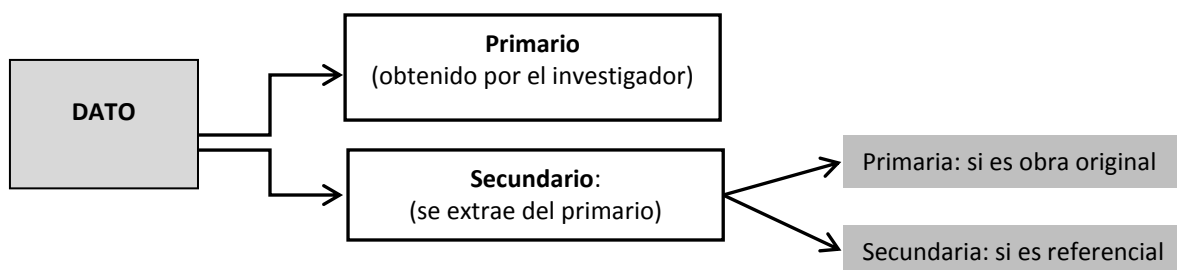 DATO
Primario
(obtenido por el investigador)
Secundario:
(se extrae del primario)
Primaria: si es obra original
Secundaria: si es referencial